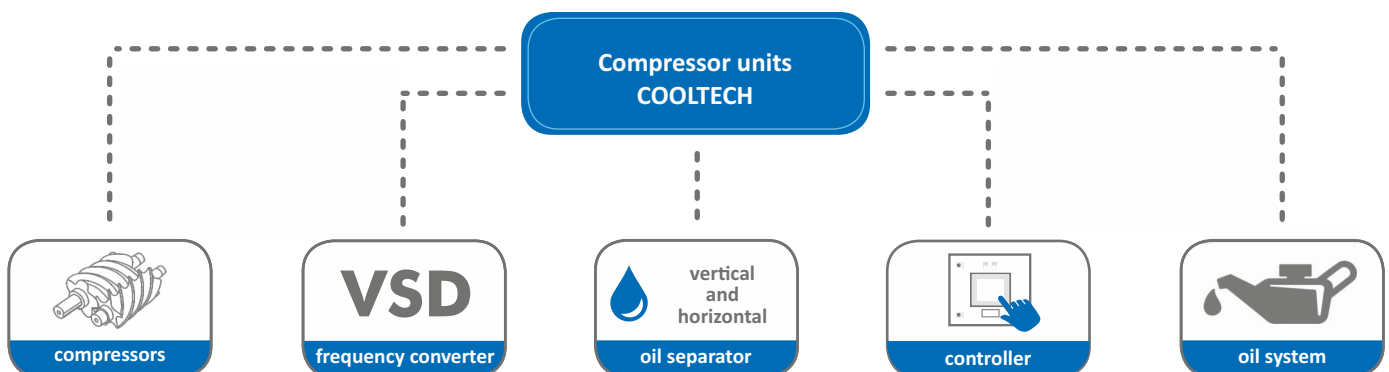 Compressor units
COOLTECH
compressors
VSD
frequency converter
vertical
and
horizontal
oil separator
controller
oil system